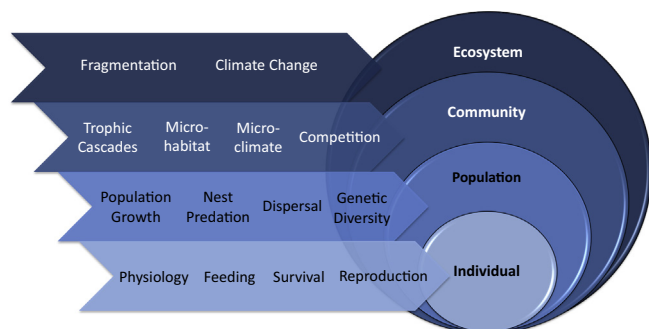 Ecosystem
Fragmentation Climate Change
Community
Trophic Cascades Micro-habitat Micro-climate Competition
Population
Population Growth Nest Predation Dispersal Genetic Diversity
Individual
Physiology Feeding Survival Reproduction